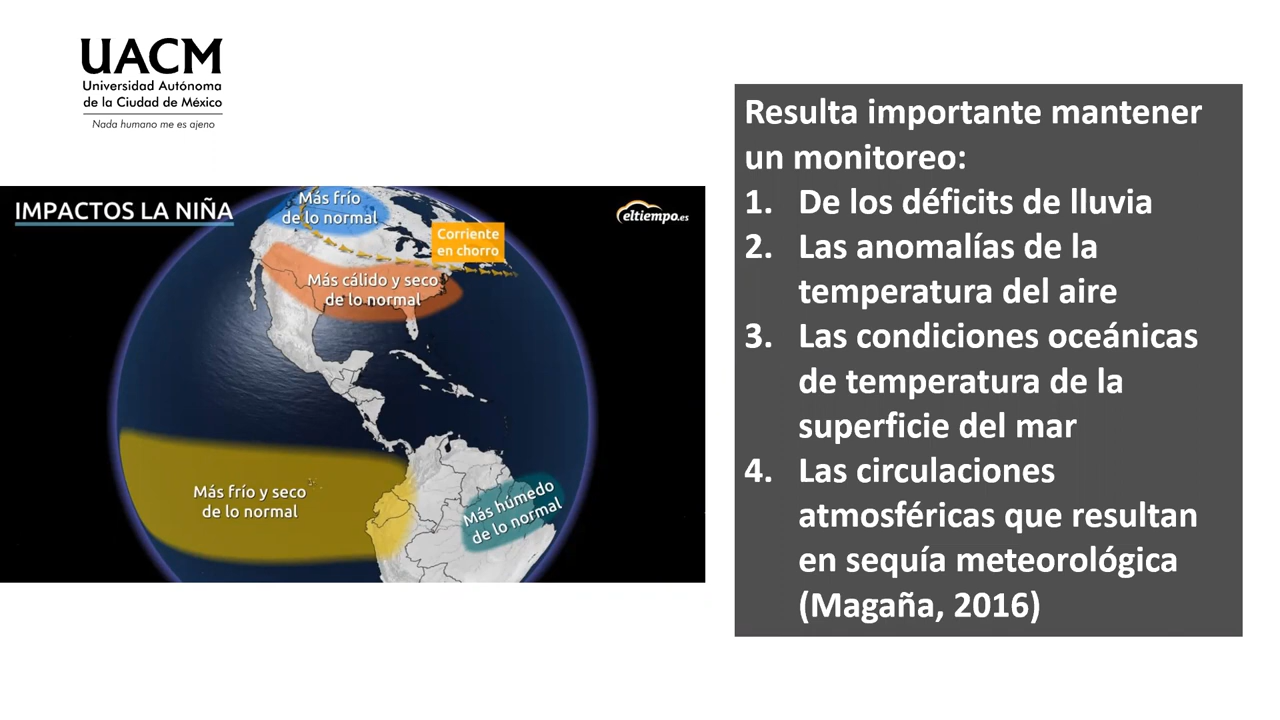 UACM
Universidad Autónoma
de la Ciudad de México
Nada humano me es ajeno
IMPACTOS LA NIÑA
Más frío
de lo normal
eltiempo.es
Corriente
en chorro
Más cálido y seco
de lo normal
Más frío y seco
de lo normal
Más húmedo
de lo normal
Resulta importante mantener
un monitoreo:
1. De los déficits de lluvia
2. Las anomalías de la
temperatura del aire
3. Las condiciones oceánicas
de temperatura de la
superficie del mar
4. Las circulaciones
atmosféricas que resultan
en sequía meteorológica
(Magaña, 2016)